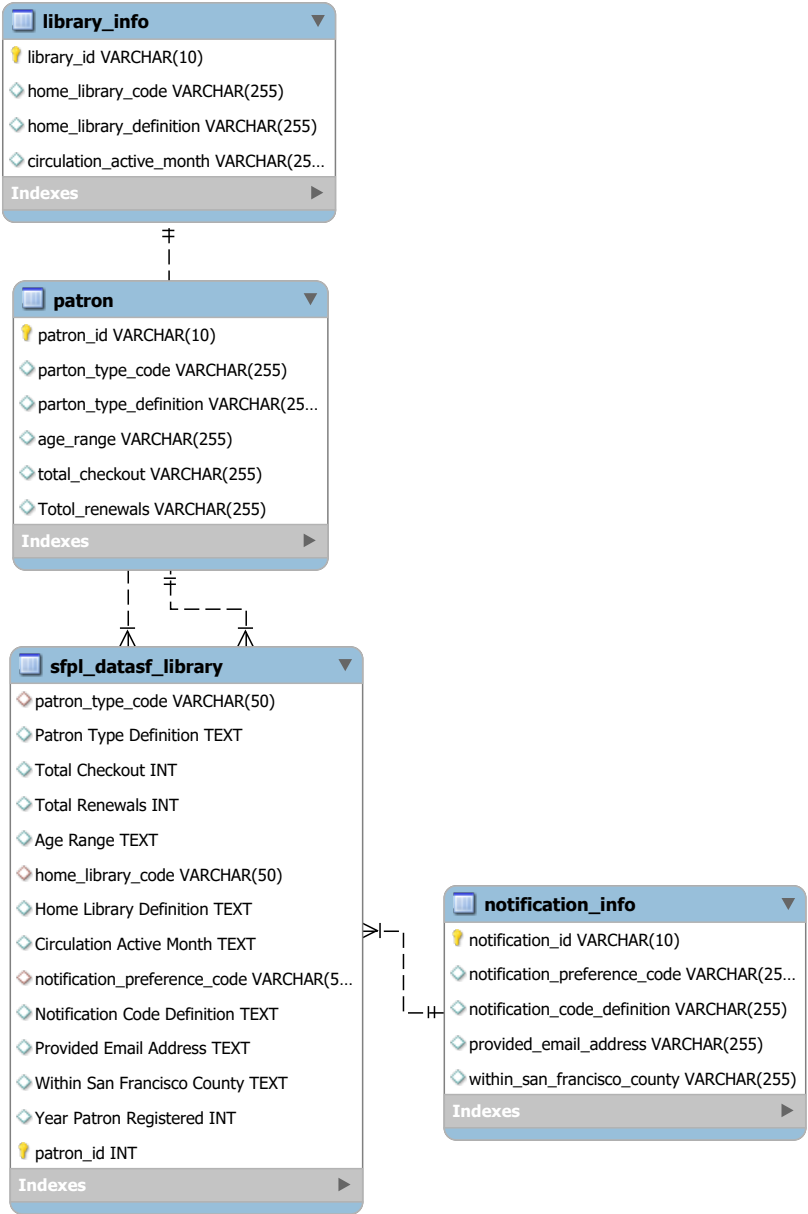 library_info
library_id VARCHAR(10)
home_library_code VARCHAR(255)
home_library_definition VARCHAR(255)
circulation_active_month VARCHAR(25...
Indexes
patron
patron_id VARCHAR(10)
parton_type_code VARCHAR(255)
parton_type_definition VARCHAR(25...
age_range VARCHAR(255)
total_checkout VARCHAR(255)
Totol_renewals VARCHAR(255)
Indexes
sfpl_datasf_library
patron_type_code VARCHAR(50)
Patron Type Definition TEXT
Total Checkout INT
Total Renewals INT
Age Range TEXT
home_library_code VARCHAR(50)
Home Library Definition TEXT
Circulation Active Month TEXT
notification_preference_code VARCHAR(5...
Notification Code Definition TEXT
Provided Email Address TEXT
Within San Francisco County TEXT
Year Patron Registered INT
patron_id INT
Indexes
notification_info
notification_id VARCHAR(10)
notification_preference_code VARCHAR(25...
notification_code_definition VARCHAR(255)
provided_email_address VARCHAR(255)
within_san_francisco_county VARCHAR(255)
Indexes